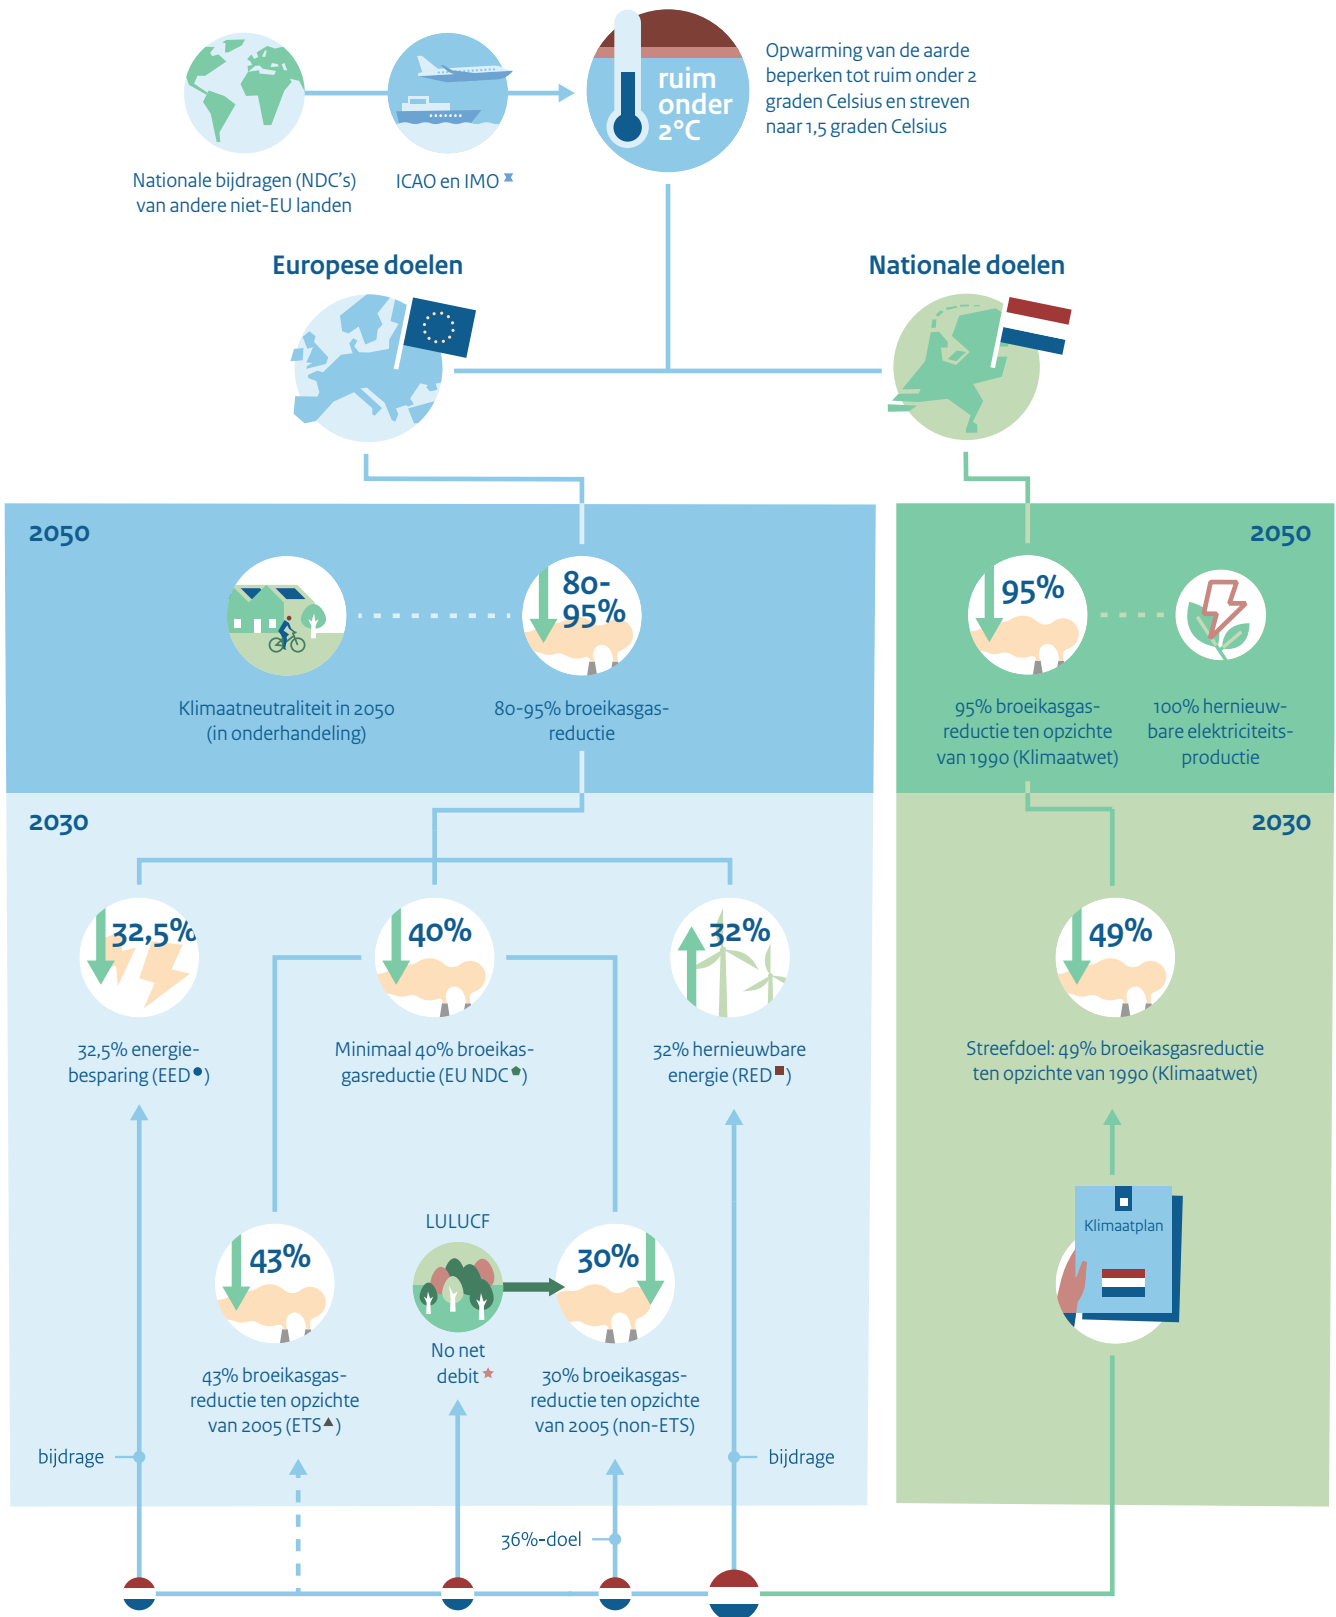 ruim
onder
2°C
Opwarming van de aarde
beperken tot ruim onder 2
graden Celsius en streven
naar 1,5 graden Celsius
Nationale bijdragen (NDC's)
van andere niet-EU landen
ICAO en IMO
Europese doelen
Nationale doelen
2050
80-
95%
Klimaatneutraliteit in 2050
(in onderhandeling)
80-95% broeikasgas-
reductie
2050
95%
95% broeikasgas-
reductie ten opzichte
van 1990 (Klimaatwet)
100% hernieuw-
bare elektriciteits-
productie
2030
32,5%
40%
32%
32,5% energie-
besparing (EED●)
Minimaal 40% broeikas-
gasreductie (EU NDC⬟)
32% hernieuwbare
energie (RED■)
LULUCF
43%
30%
No net
debit ★
43% broeikasgas-
reductie ten opzichte
van 2005 (ETS▲)
30% broeikasgas-
reductie ten opzichte
van 2005 (non-ETS)
bijdrage
bijdrage
36%-doel
2030
49%
Streefdoel: 49% broeikasgasreductie
ten opzichte van 1990 (Klimaatwet)
Klimaatplan